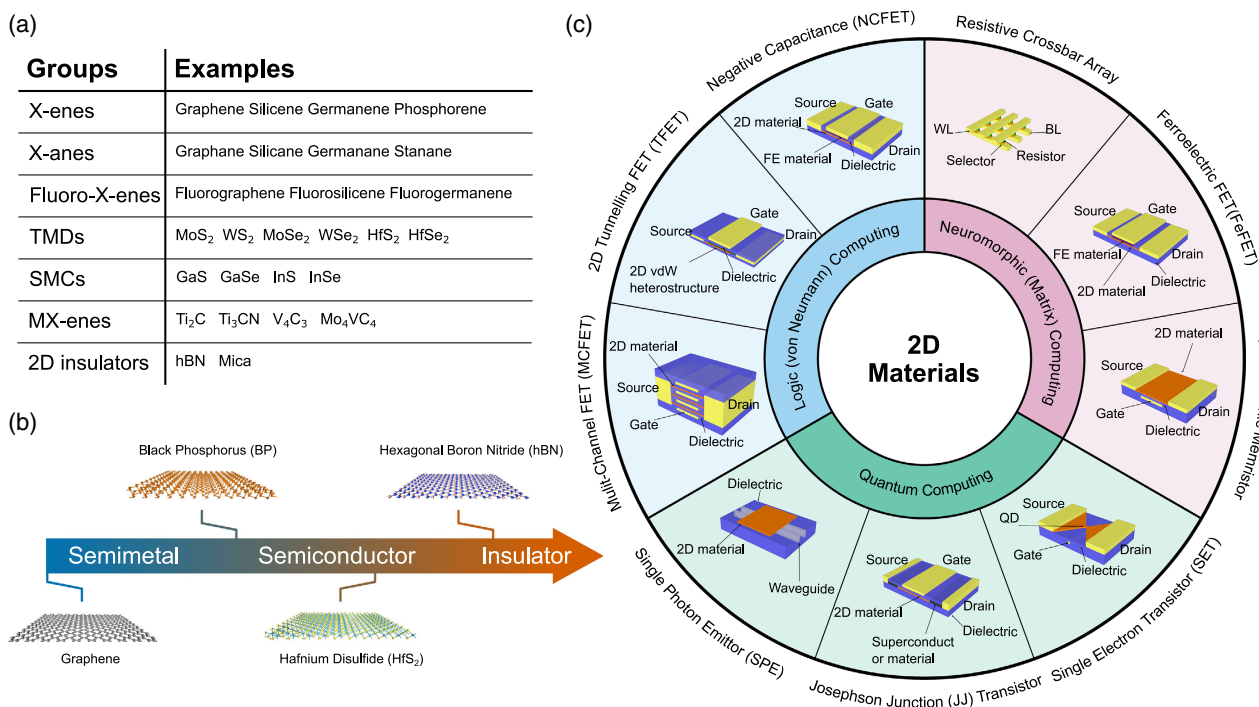 (a)
Groups Examples
X-enes Graphene Silicene Germanene Phosphorene
X-anes Graphane Silicane Germanane Stanane
Fluoro-X-enes Fluorographene Fluorosilicene Fluorogermanene
TMDs MoS₂ WS₂ MoSe₂ WSe₂ HfS₂ HfSe₂
SMCs GaS GaSe InS InSe
MX-enes Ti₂C Ti₃CN V₄C₃ Mo₄VC₄
2D insulators hBN Mica
(b)
Black Phosphorus (BP)
Hexagonal Boron Nitride (hBN)
Semimetal Semiconductor Insulator
Graphene
Hafnium Disulfide (HfS₂)
(c)
2D
Materials
Logic (von Neumann) Computing
Neuromorphic (Matrix) Computing
Quantum Computing
Negative Capacitance (NCFET)
Source
Gate
2D material
FE material
Dielectric
Drain
Resistive Crossbar Array
WL
BL
Selector
Resistor
Ferroelectric FET(FeFET)
Source
Gate
FE material
Drain
2D material
Dielectric
Memristor
2D material
Source
Gate
Drain
Dielectric
Single Electron Transistor (SET)
Source
QD
Gate
Drain
Dielectric
Josephson Junction (JJ) Transistor
Source
Gate
2D material
Drain
Dielectric
Superconduct
or material
Single Photon Emittor (SPE)
Dielectric
2D material
Waveguide
Mulit-Channel FET (MCFET)
2D material
Source
Drain
Gate
Dielectric
2D Tunnelling FET (TFET)
Gate
Source
Drain
2D vdW
heterostructure
Dielectric